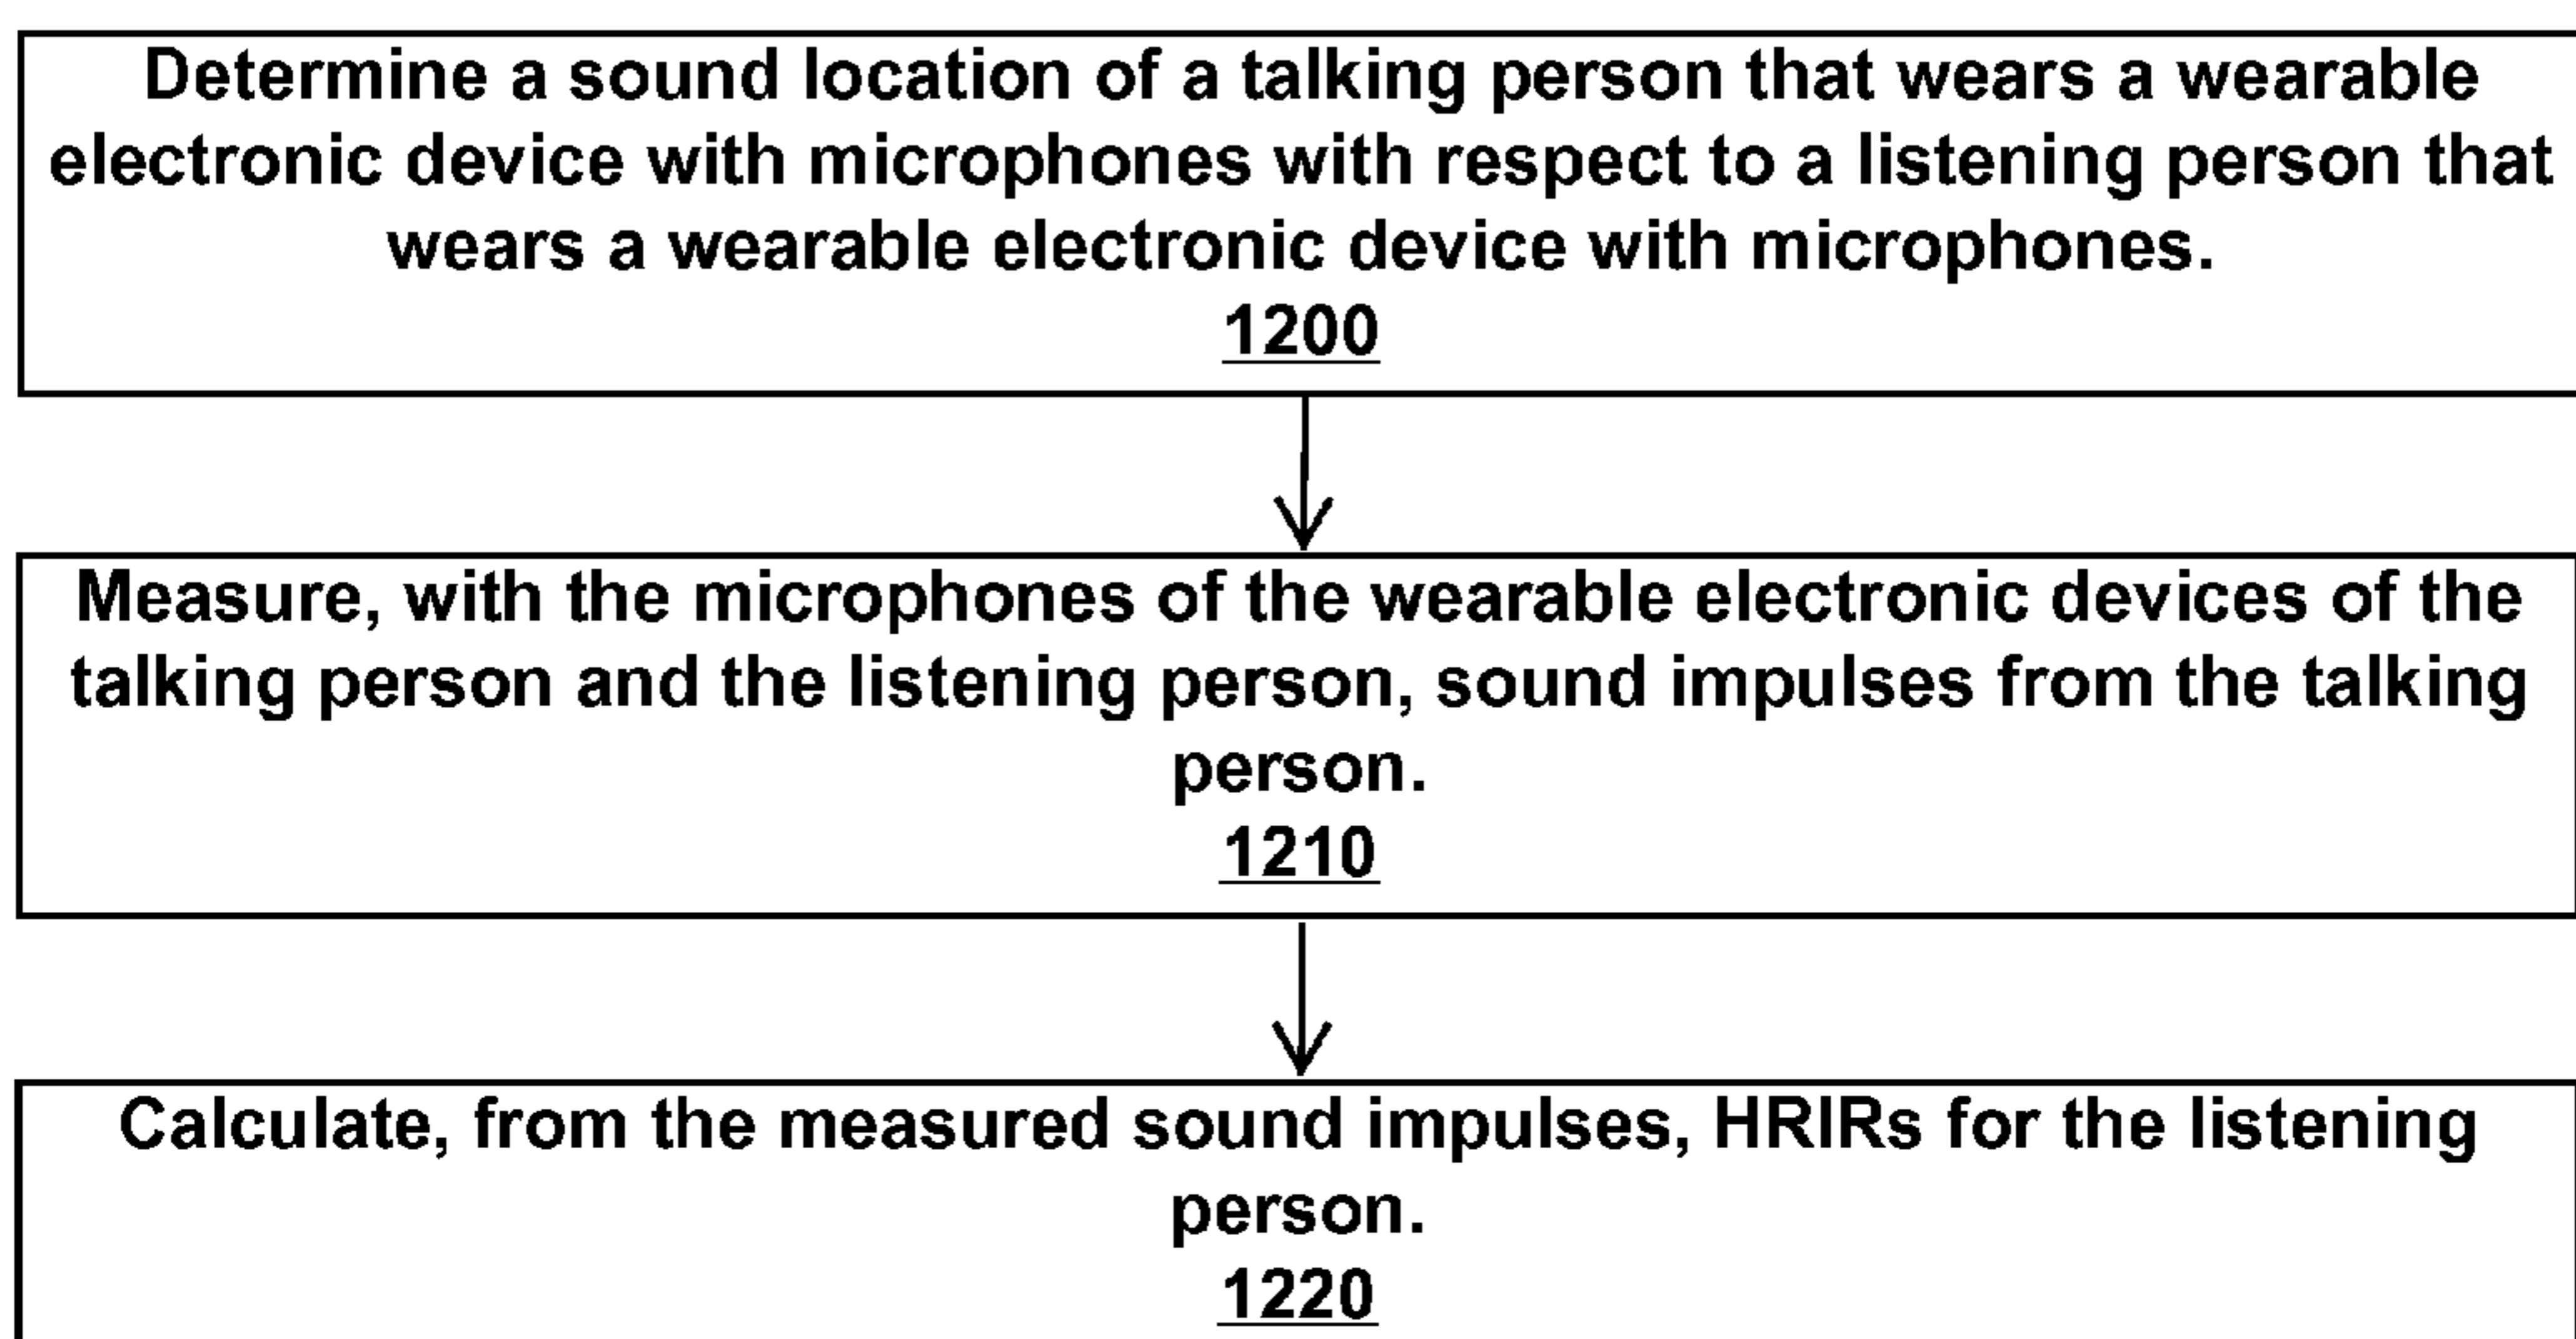 Determine a sound location of a talking person that wears a wearable
electronic device with microphones with respect to a listening person that
wears a wearable electronic device with microphones.
1200
Measure, with the microphones of the wearable electronic devices of the
talking person and the listening person, sound impulses from the talking
person.
1210
Calculate, from the measured sound impulses, HRIRs for the listening
person.
1220